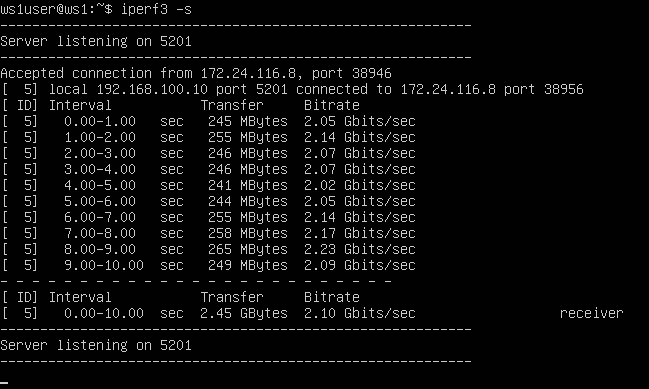 ws1user@ws1:~$ iperf3 -s
-----------------------------------------------------------
Server listening on 5201
-----------------------------------------------------------
Accepted connection from 172.24.116.8, port 38946
[  5] local 192.168.100.10 port 5201 connected to 172.24.116.8 port 38956
[ ID] Interval           Transfer     Bitrate
[  5]   0.00-1.00   sec   245 MBytes  2.05 Gbits/sec
[  5]   1.00-2.00   sec   255 MBytes  2.14 Gbits/sec
[  5]   2.00-3.00   sec   246 MBytes  2.07 Gbits/sec
[  5]   3.00-4.00   sec   246 MBytes  2.07 Gbits/sec
[  5]   4.00-5.00   sec   241 MBytes  2.02 Gbits/sec
[  5]   5.00-6.00   sec   244 MBytes  2.05 Gbits/sec
[  5]   6.00-7.00   sec   255 MBytes  2.14 Gbits/sec
[  5]   7.00-8.00   sec   258 MBytes  2.17 Gbits/sec
[  5]   8.00-9.00   sec   265 MBytes  2.23 Gbits/sec
[  5]   9.00-10.00  sec   249 MBytes  2.09 Gbits/sec
- - - - - - - - - - - - - - - - - - - - - - - - -
[ ID] Interval           Transfer     Bitrate
[  5]   0.00-10.00  sec  2.45 GBytes  2.10 Gbits/sec                  receiver
-----------------------------------------------------------
Server listening on 5201
-----------------------------------------------------------